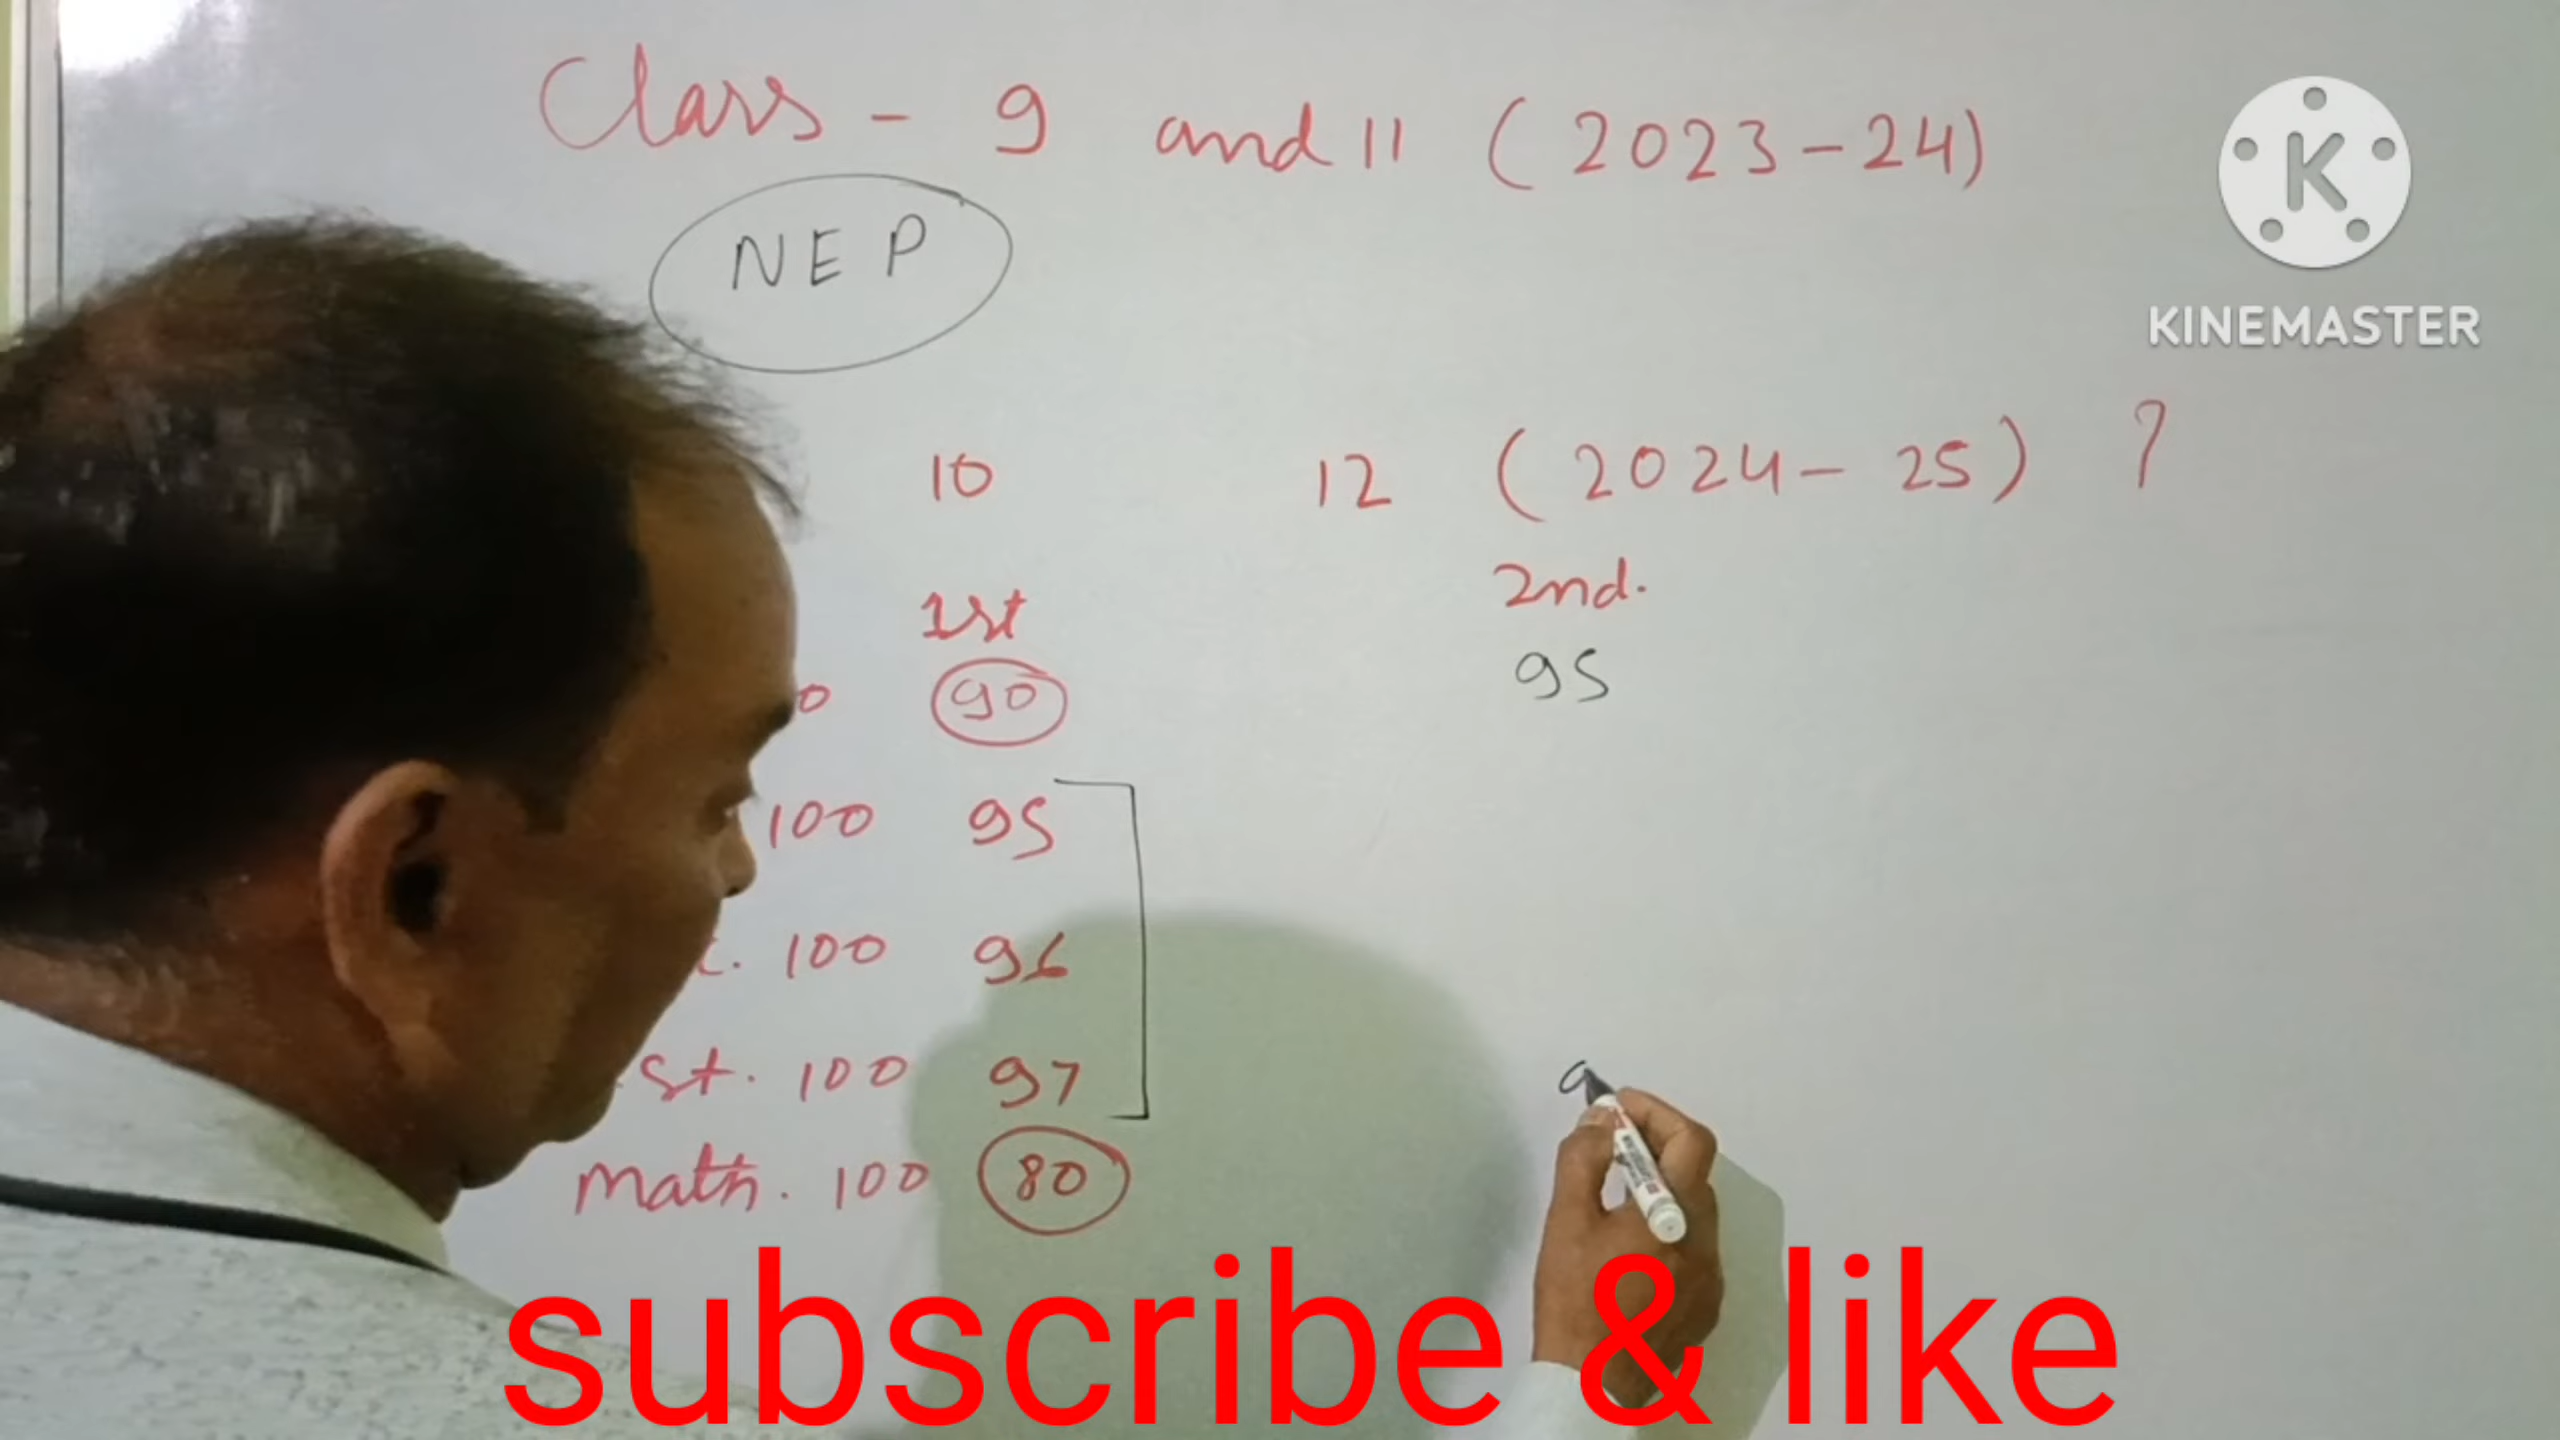 Class - 9 and 11 (2023-24)
NEP
K
KINEMASTER
10 12 (2024-25) ?
1st 2nd.
90 95
100 95
100 96
st. 100 97
math. 100 80
subscribe & like